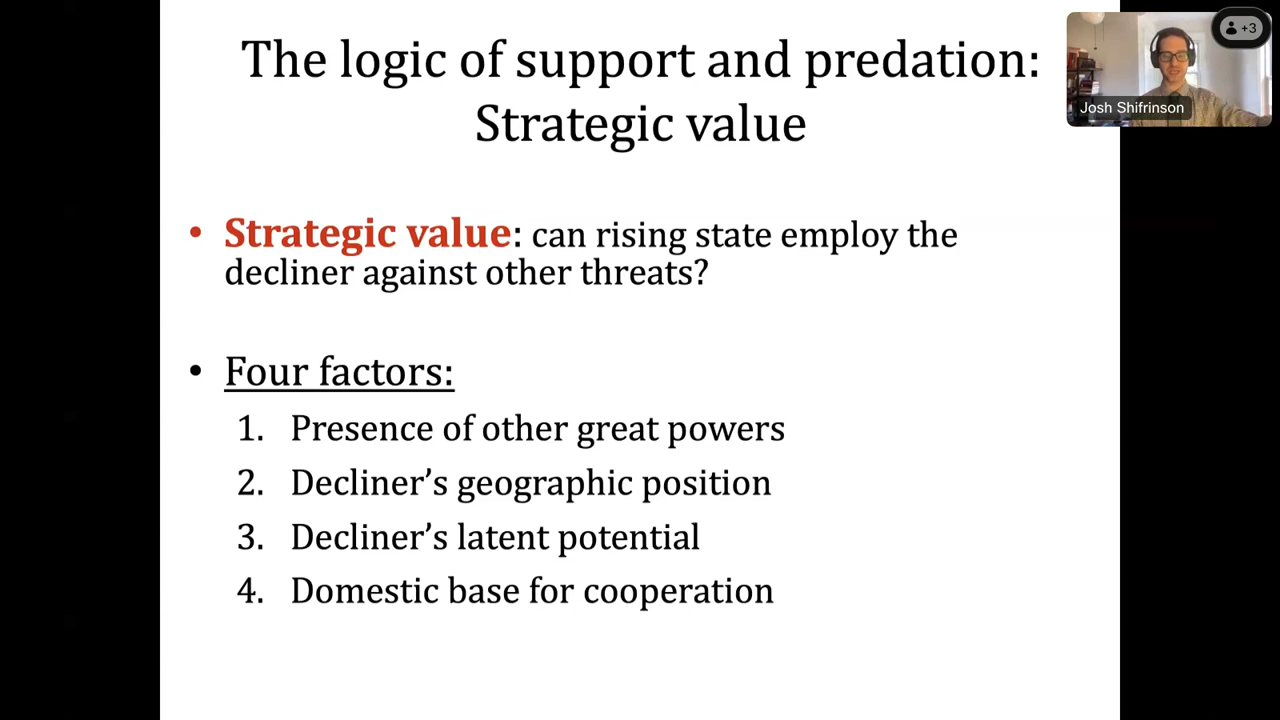 The logic of support and predation:
Strategic value
+3
Josh Shifrinson
• Strategic value: can rising state employ the
decliner against other threats?
• Four factors:
1. Presence of other great powers
2. Decliner’s geographic position
3. Decliner’s latent potential
4. Domestic base for cooperation